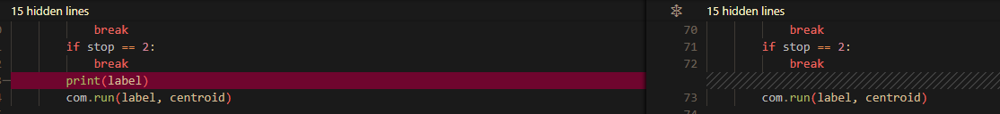 15 hidden lines
break
if stop == 2:
break
print(label)
com.run(label, centroid)
15 hidden lines
70 break
71 if stop == 2:
72 break
73 com.run(label, centroid)